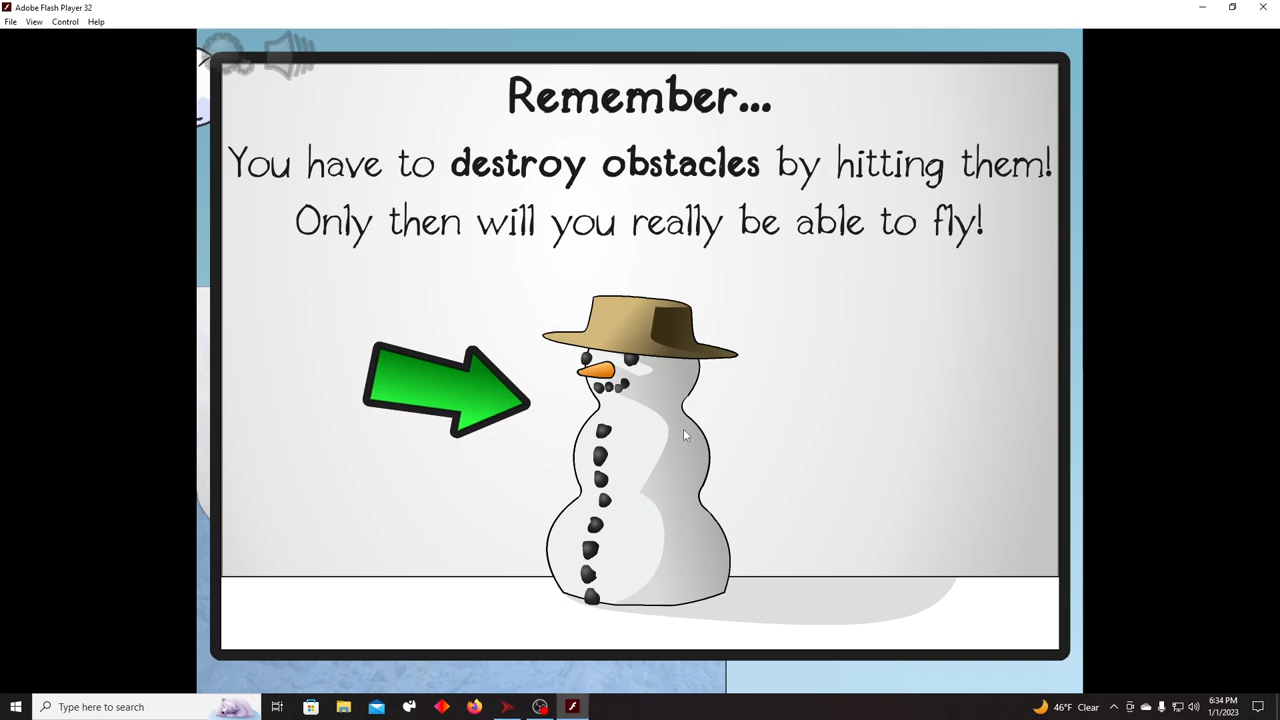 Adobe Flash Player 32
File View Control Help
Remember...
You have to destroy obstacles by hitting them!
Only then will you really be able to fly!
Type here to search
46°F Clear
6:34 PM
1/1/2023